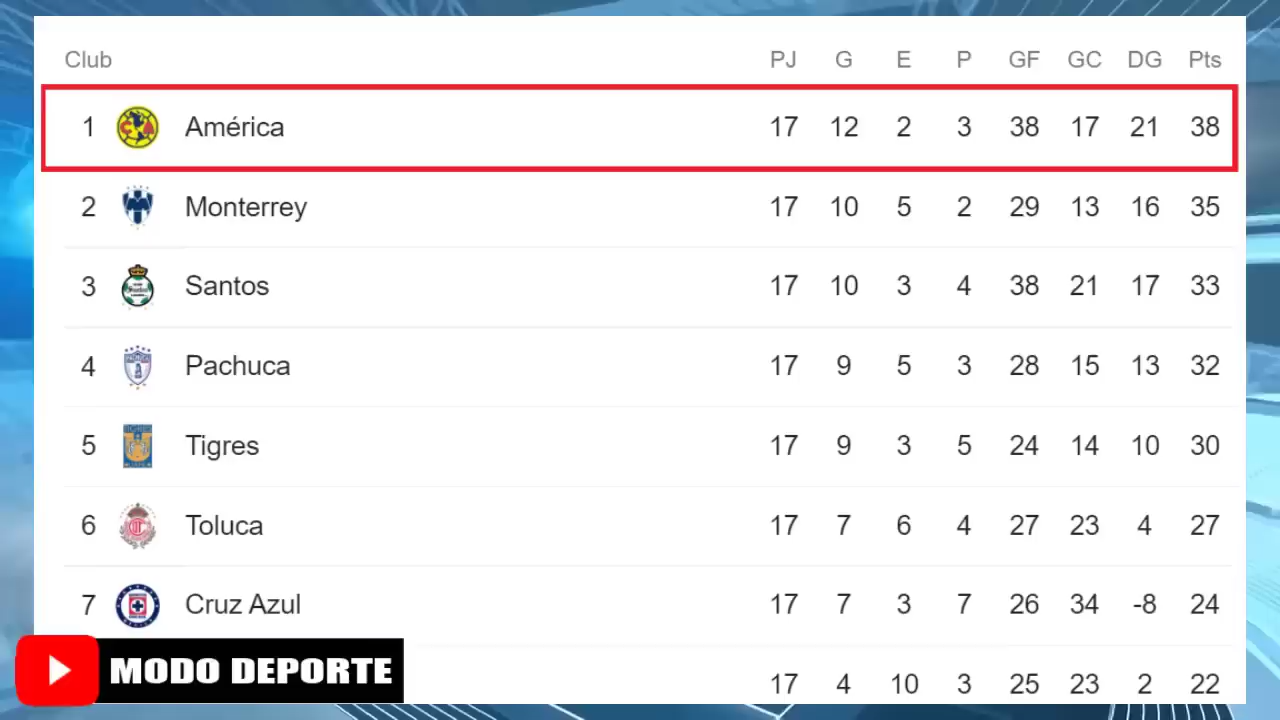 Club PJ G E P GF GC DG Pts
1 América 17 12 2 3 38 17 21 38
2 Monterrey 17 10 5 2 29 13 16 35
3 Santos 17 10 3 4 38 21 17 33
4 Pachuca 17 9 5 3 28 15 13 32
5 Tigres 17 9 3 5 24 14 10 30
6 Toluca 17 7 6 4 27 23 4 27
7 Cruz Azul 17 7 3 7 26 34 -8 24
17 4 10 3 25 23 2 22
MODO DEPORTE